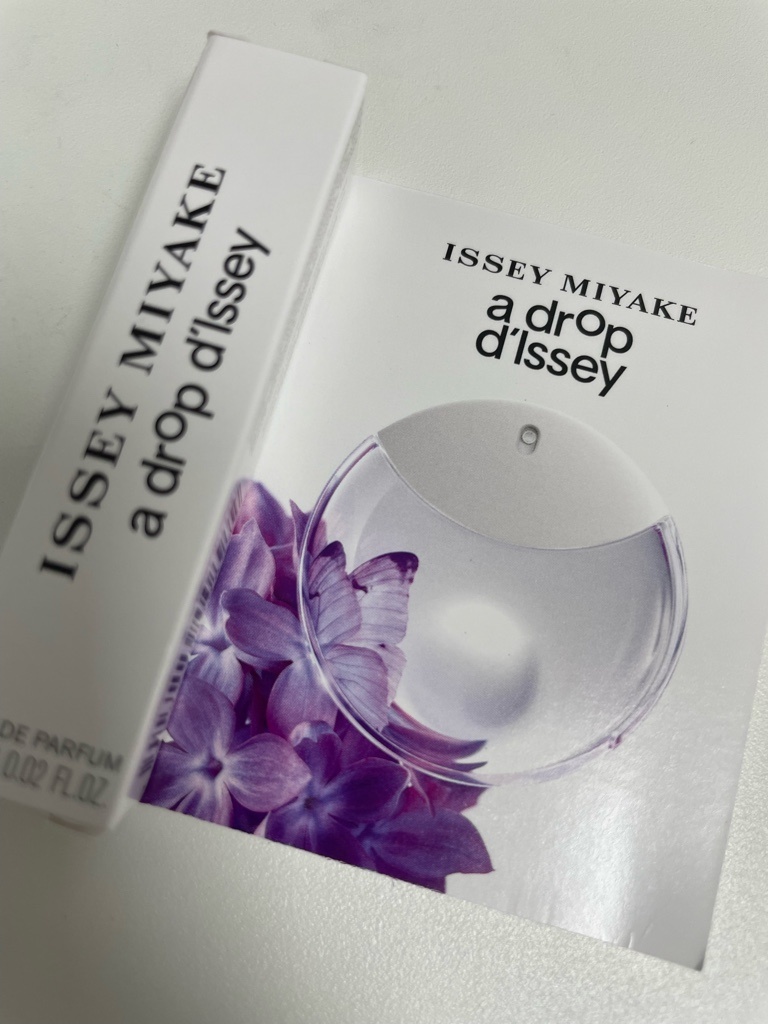 ISSEY MIYAKE
a drop d'Issey
DE PARFUM
0.02 FL.OZ.
ISSEY MIYAKE
a drop
d'Issey